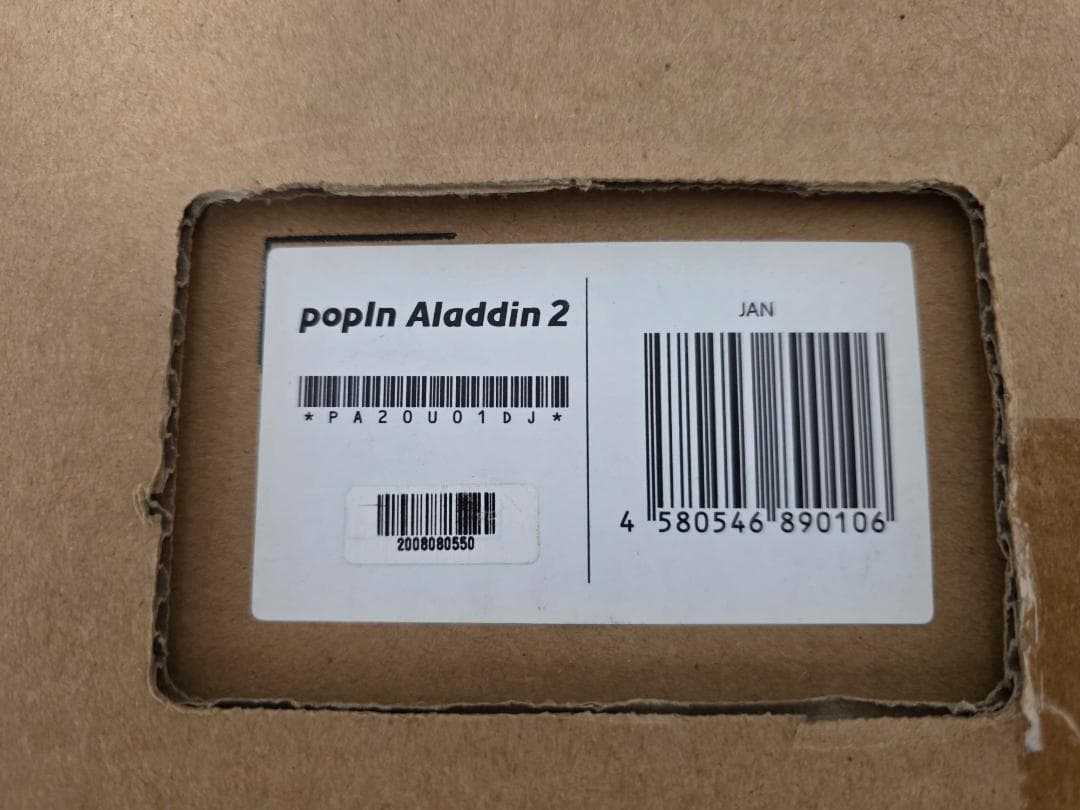 popIn Aladdin 2
*PA20U01DJ*
2008080550
JAN
4 580546 890106